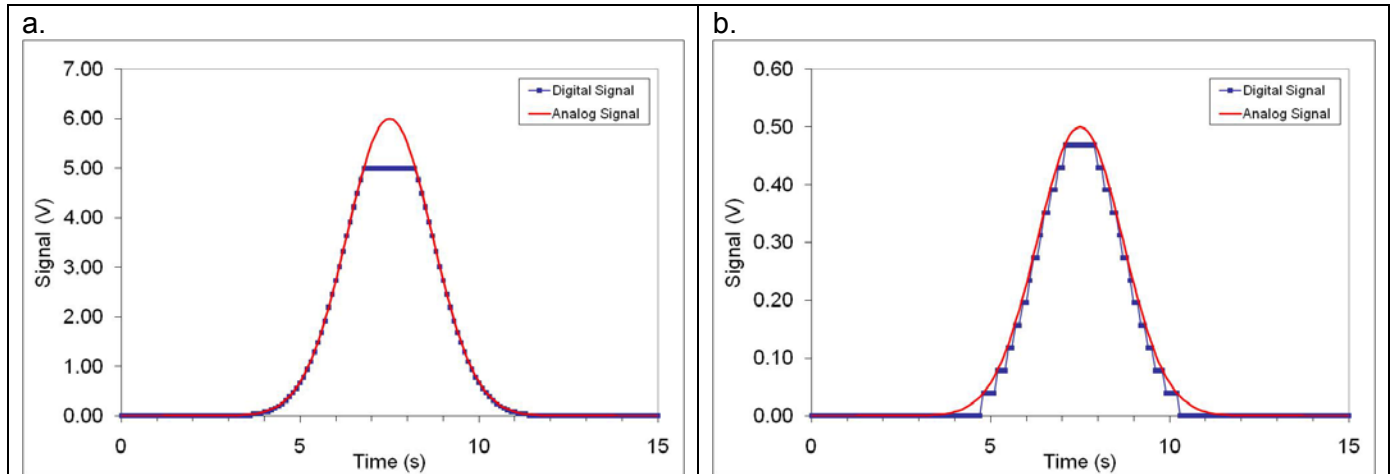 a.
7.00
6.00
5.00
4.00
3.00
2.00
1.00
0.00
Signal (V)
Digital Signal
Analog Signal
0 5 10 15
Time (s)
b.
0.60
0.50
0.40
0.30
0.20
0.10
0.00
Signal (V)
Digital Signal
Analog Signal
0 5 10 15
Time (s)